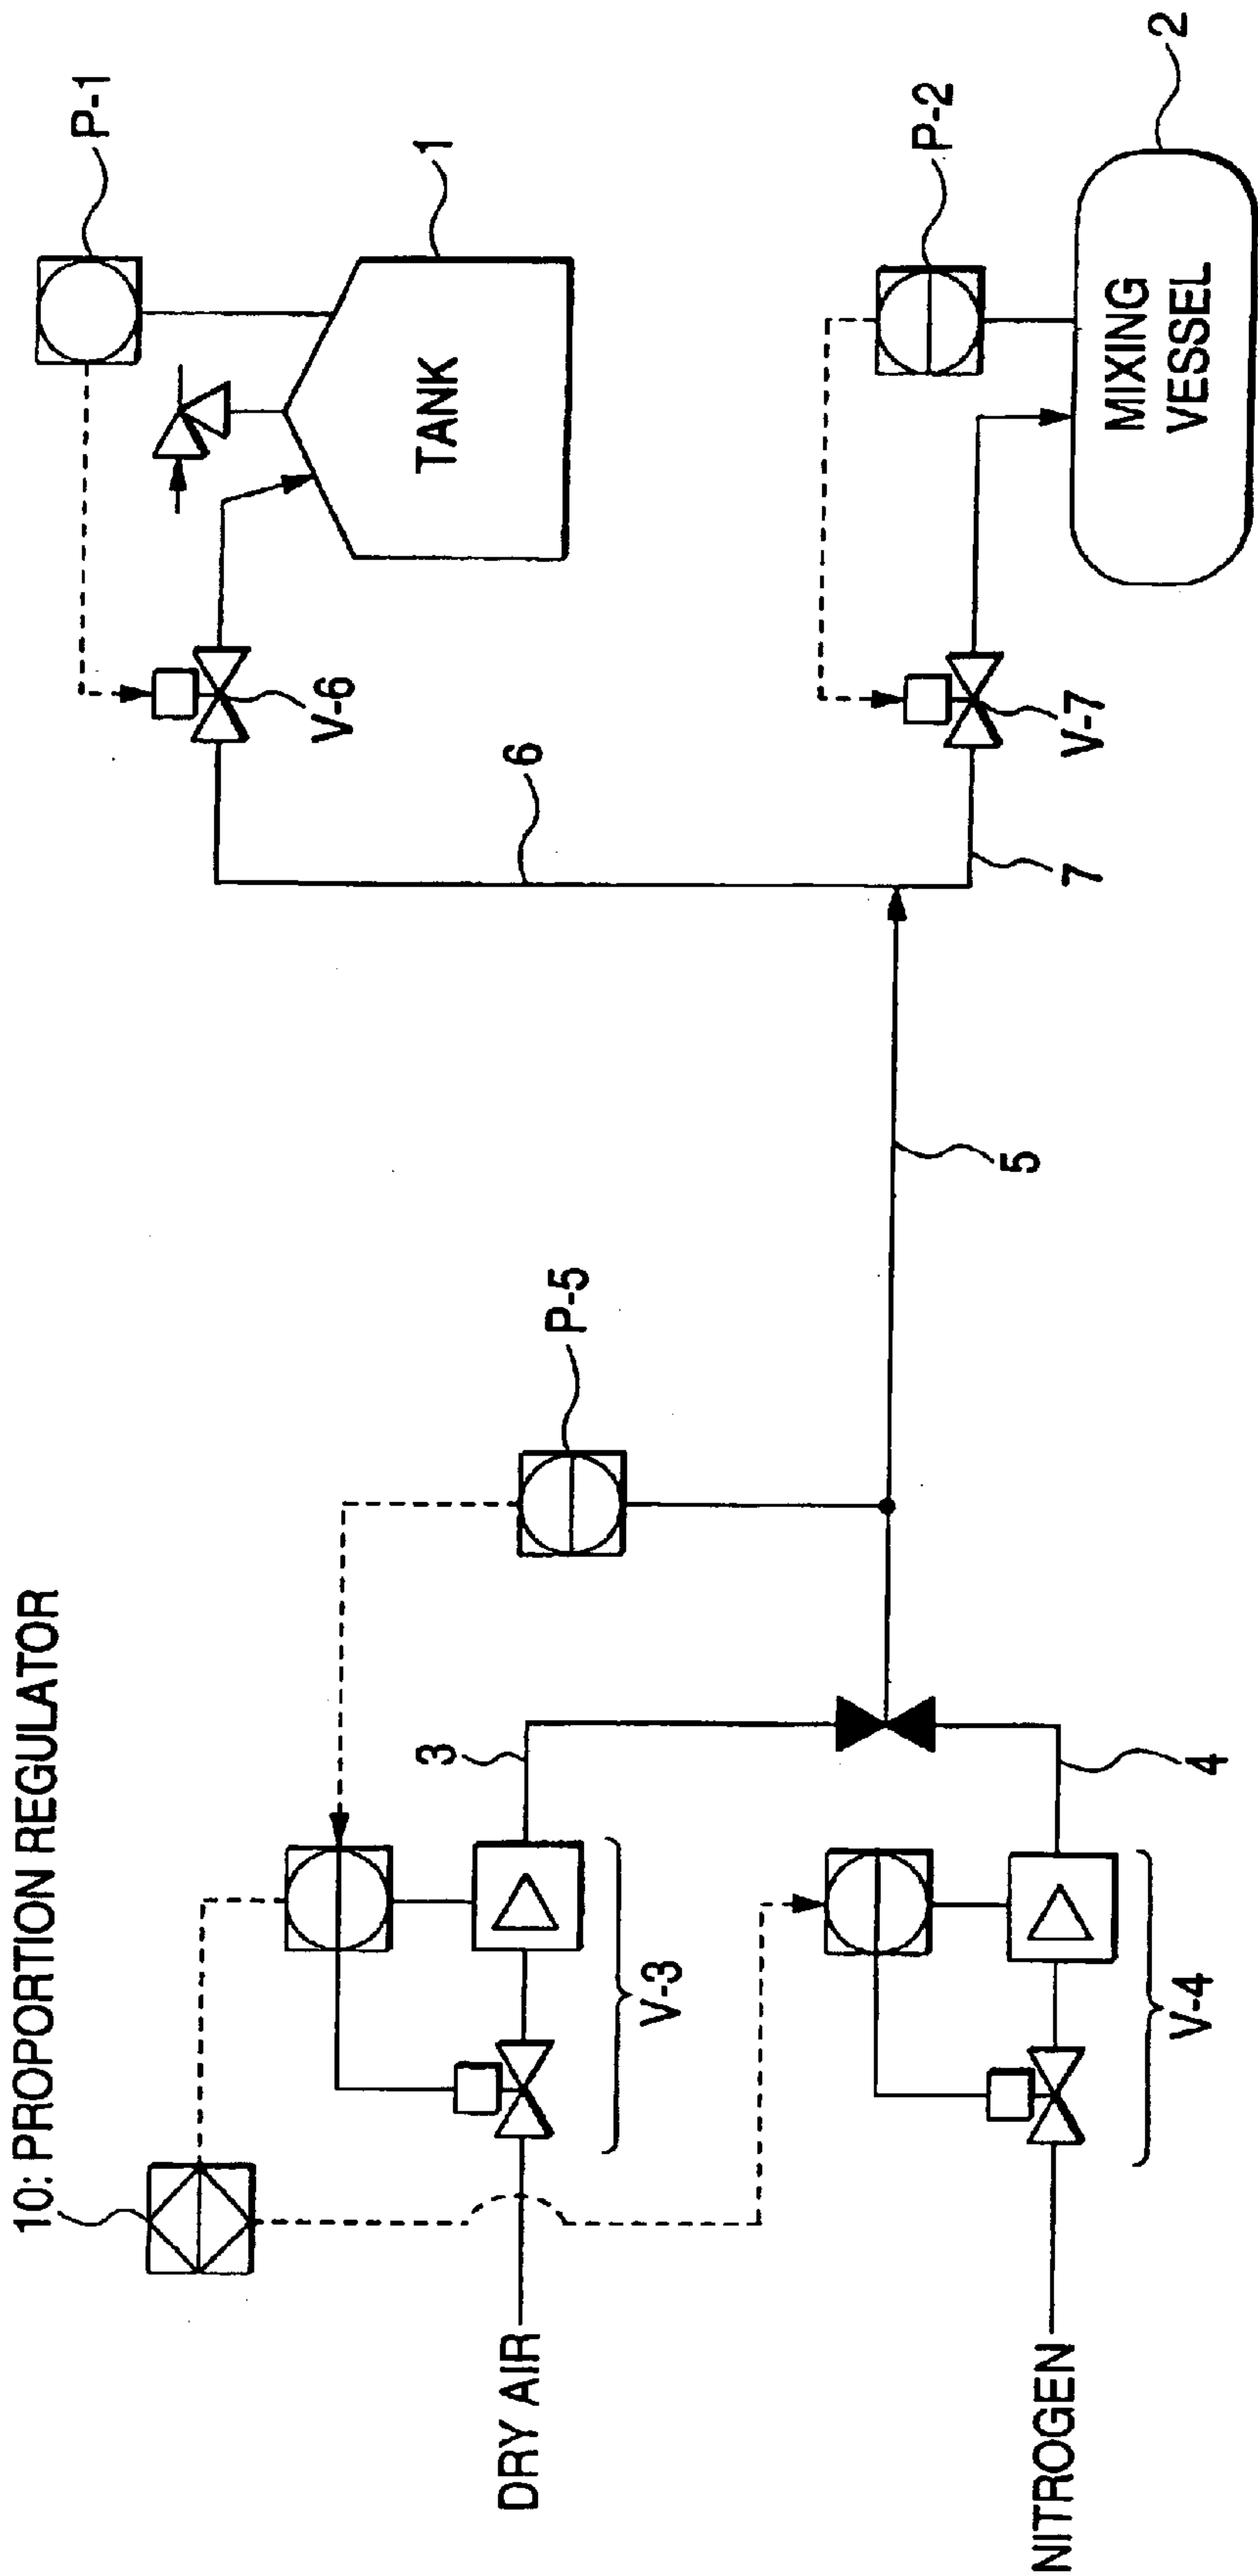 10: PROPORTION REGULATOR
DRY AIR
NITROGEN
V-3
V-4
3
4
P-5
5
6
7
V-6
V-7
P-1
1
TANK
P-2
2
MIXING
VESSEL